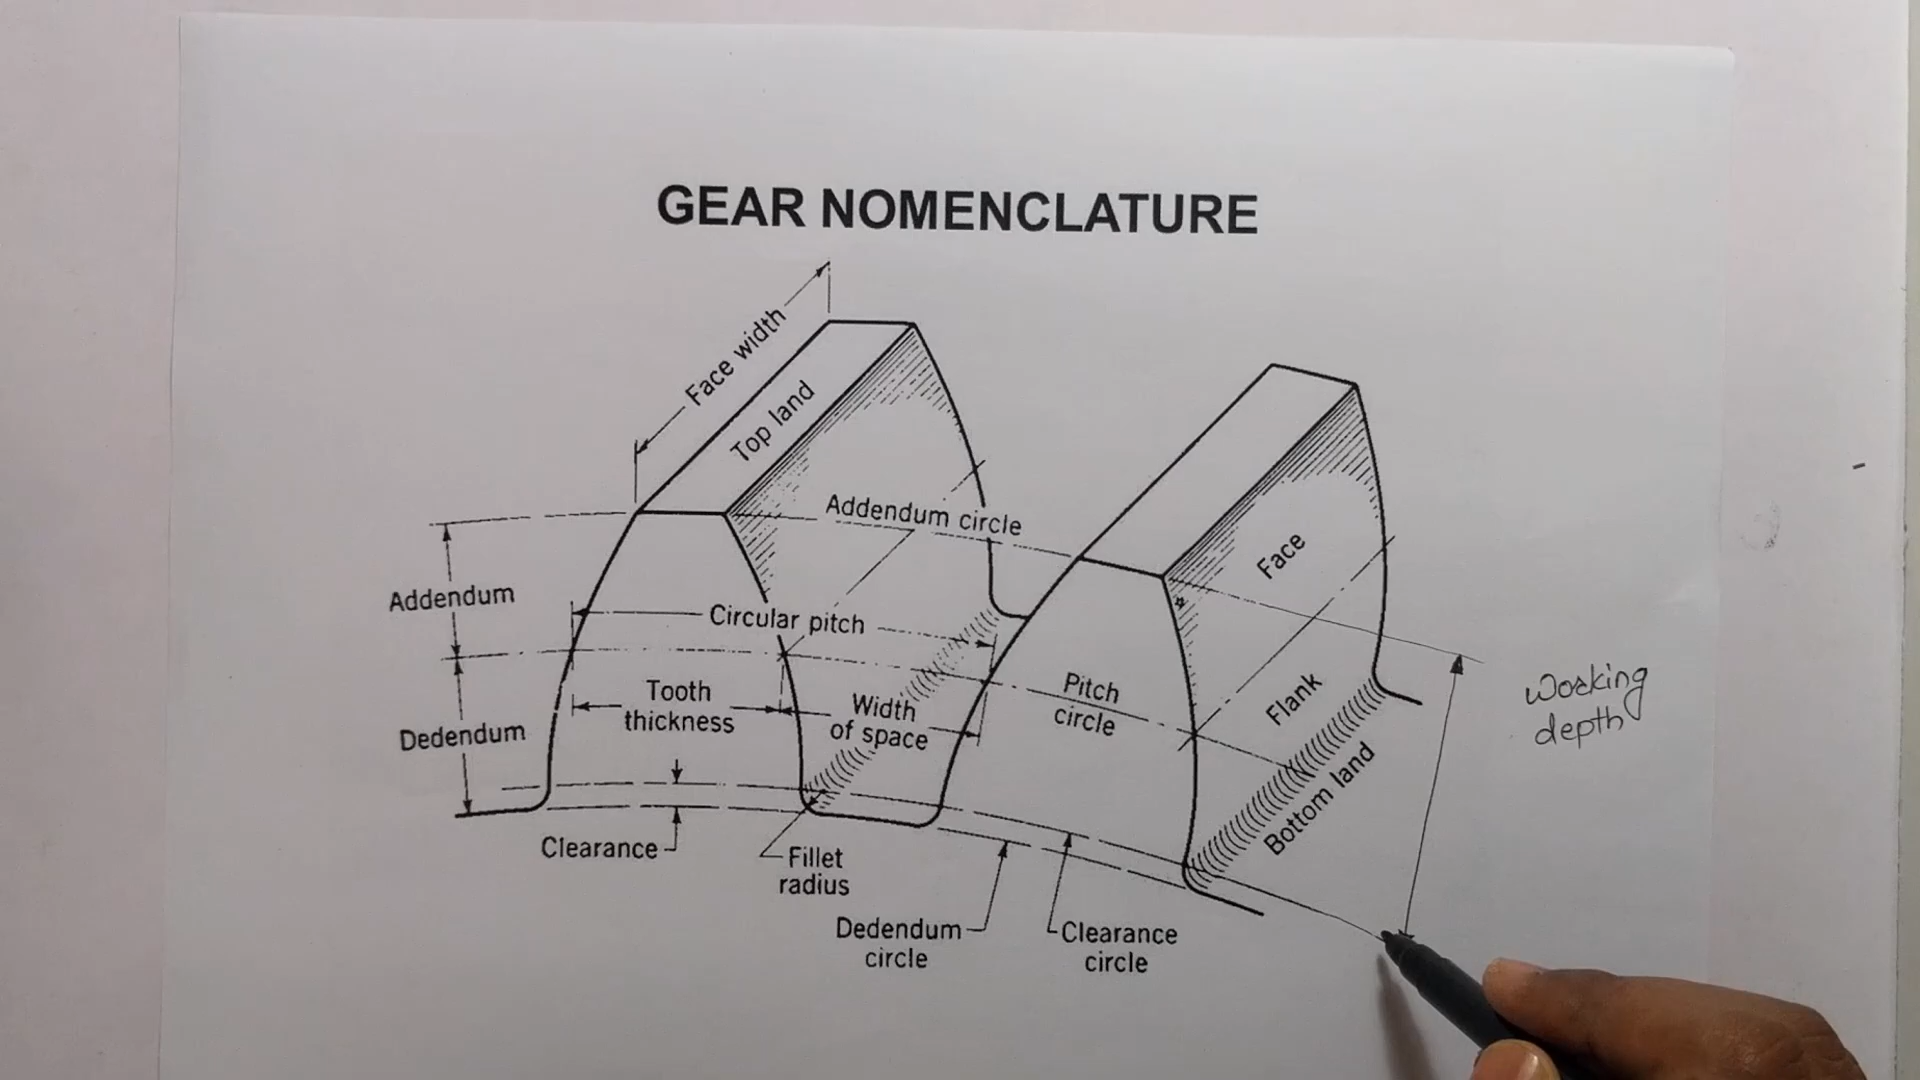 GEAR NOMENCLATURE
Face width
Top land
Addendum circle
Face
Addendum
Circular pitch
Tooth
thickness
Width
of space
Pitch
circle
Flank
Working
depth
Dedendum
Bottom land
Clearance
Fillet
radius
Dedendum
circle
Clearance
circle